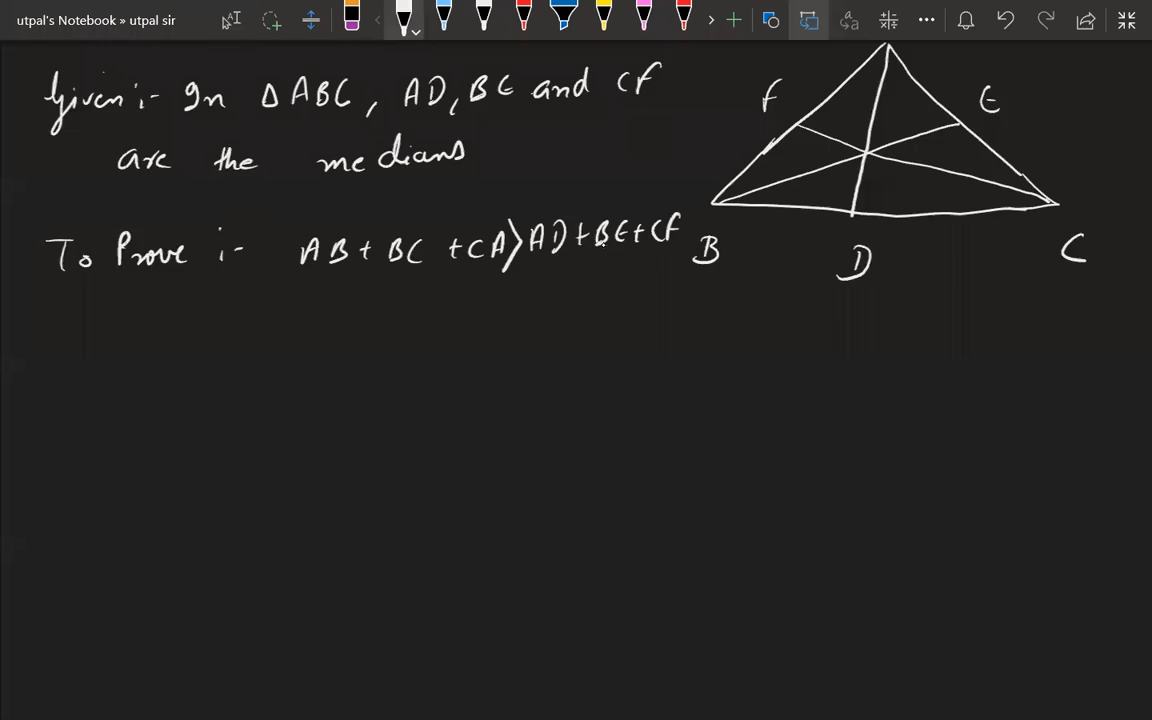 utpal's Notebook » utpal sir
Given :- In Δ ABC, AD, BE and CF
are the medians
To Prove :- AB + BC + CA > AD + BE + CF
F
E
B
D
C